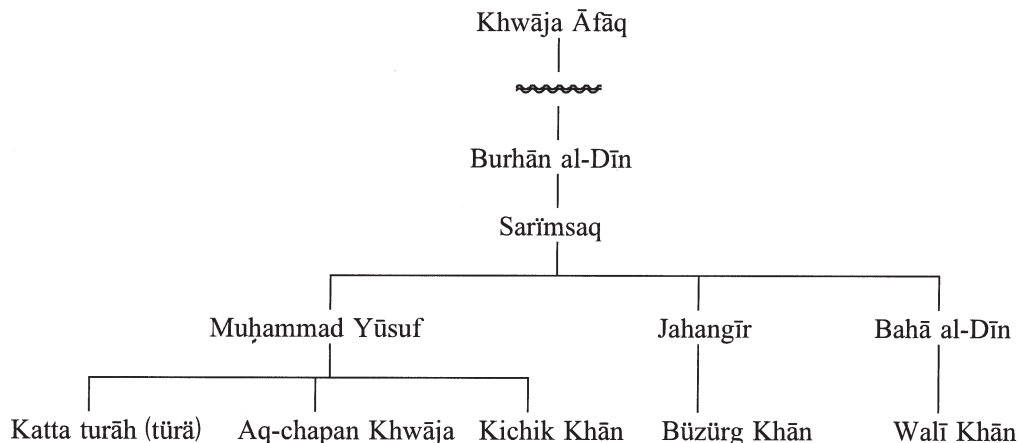 Khwāja Āfāq
Burhān al-Dīn
Sarïmsaq
Muḥammad Yūsuf Jahangīr Bahā al-Dīn
Katta turāh (türä) Aq-chapan Khwāja Kichik Khān Büzürg Khān Walī Khān